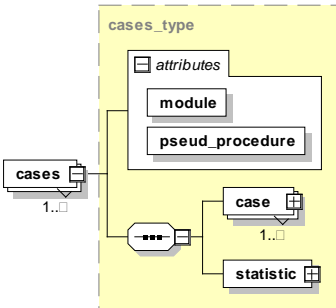 cases_type
attributes
module
pseud_procedure
cases
1..□
case
1..□
statistic